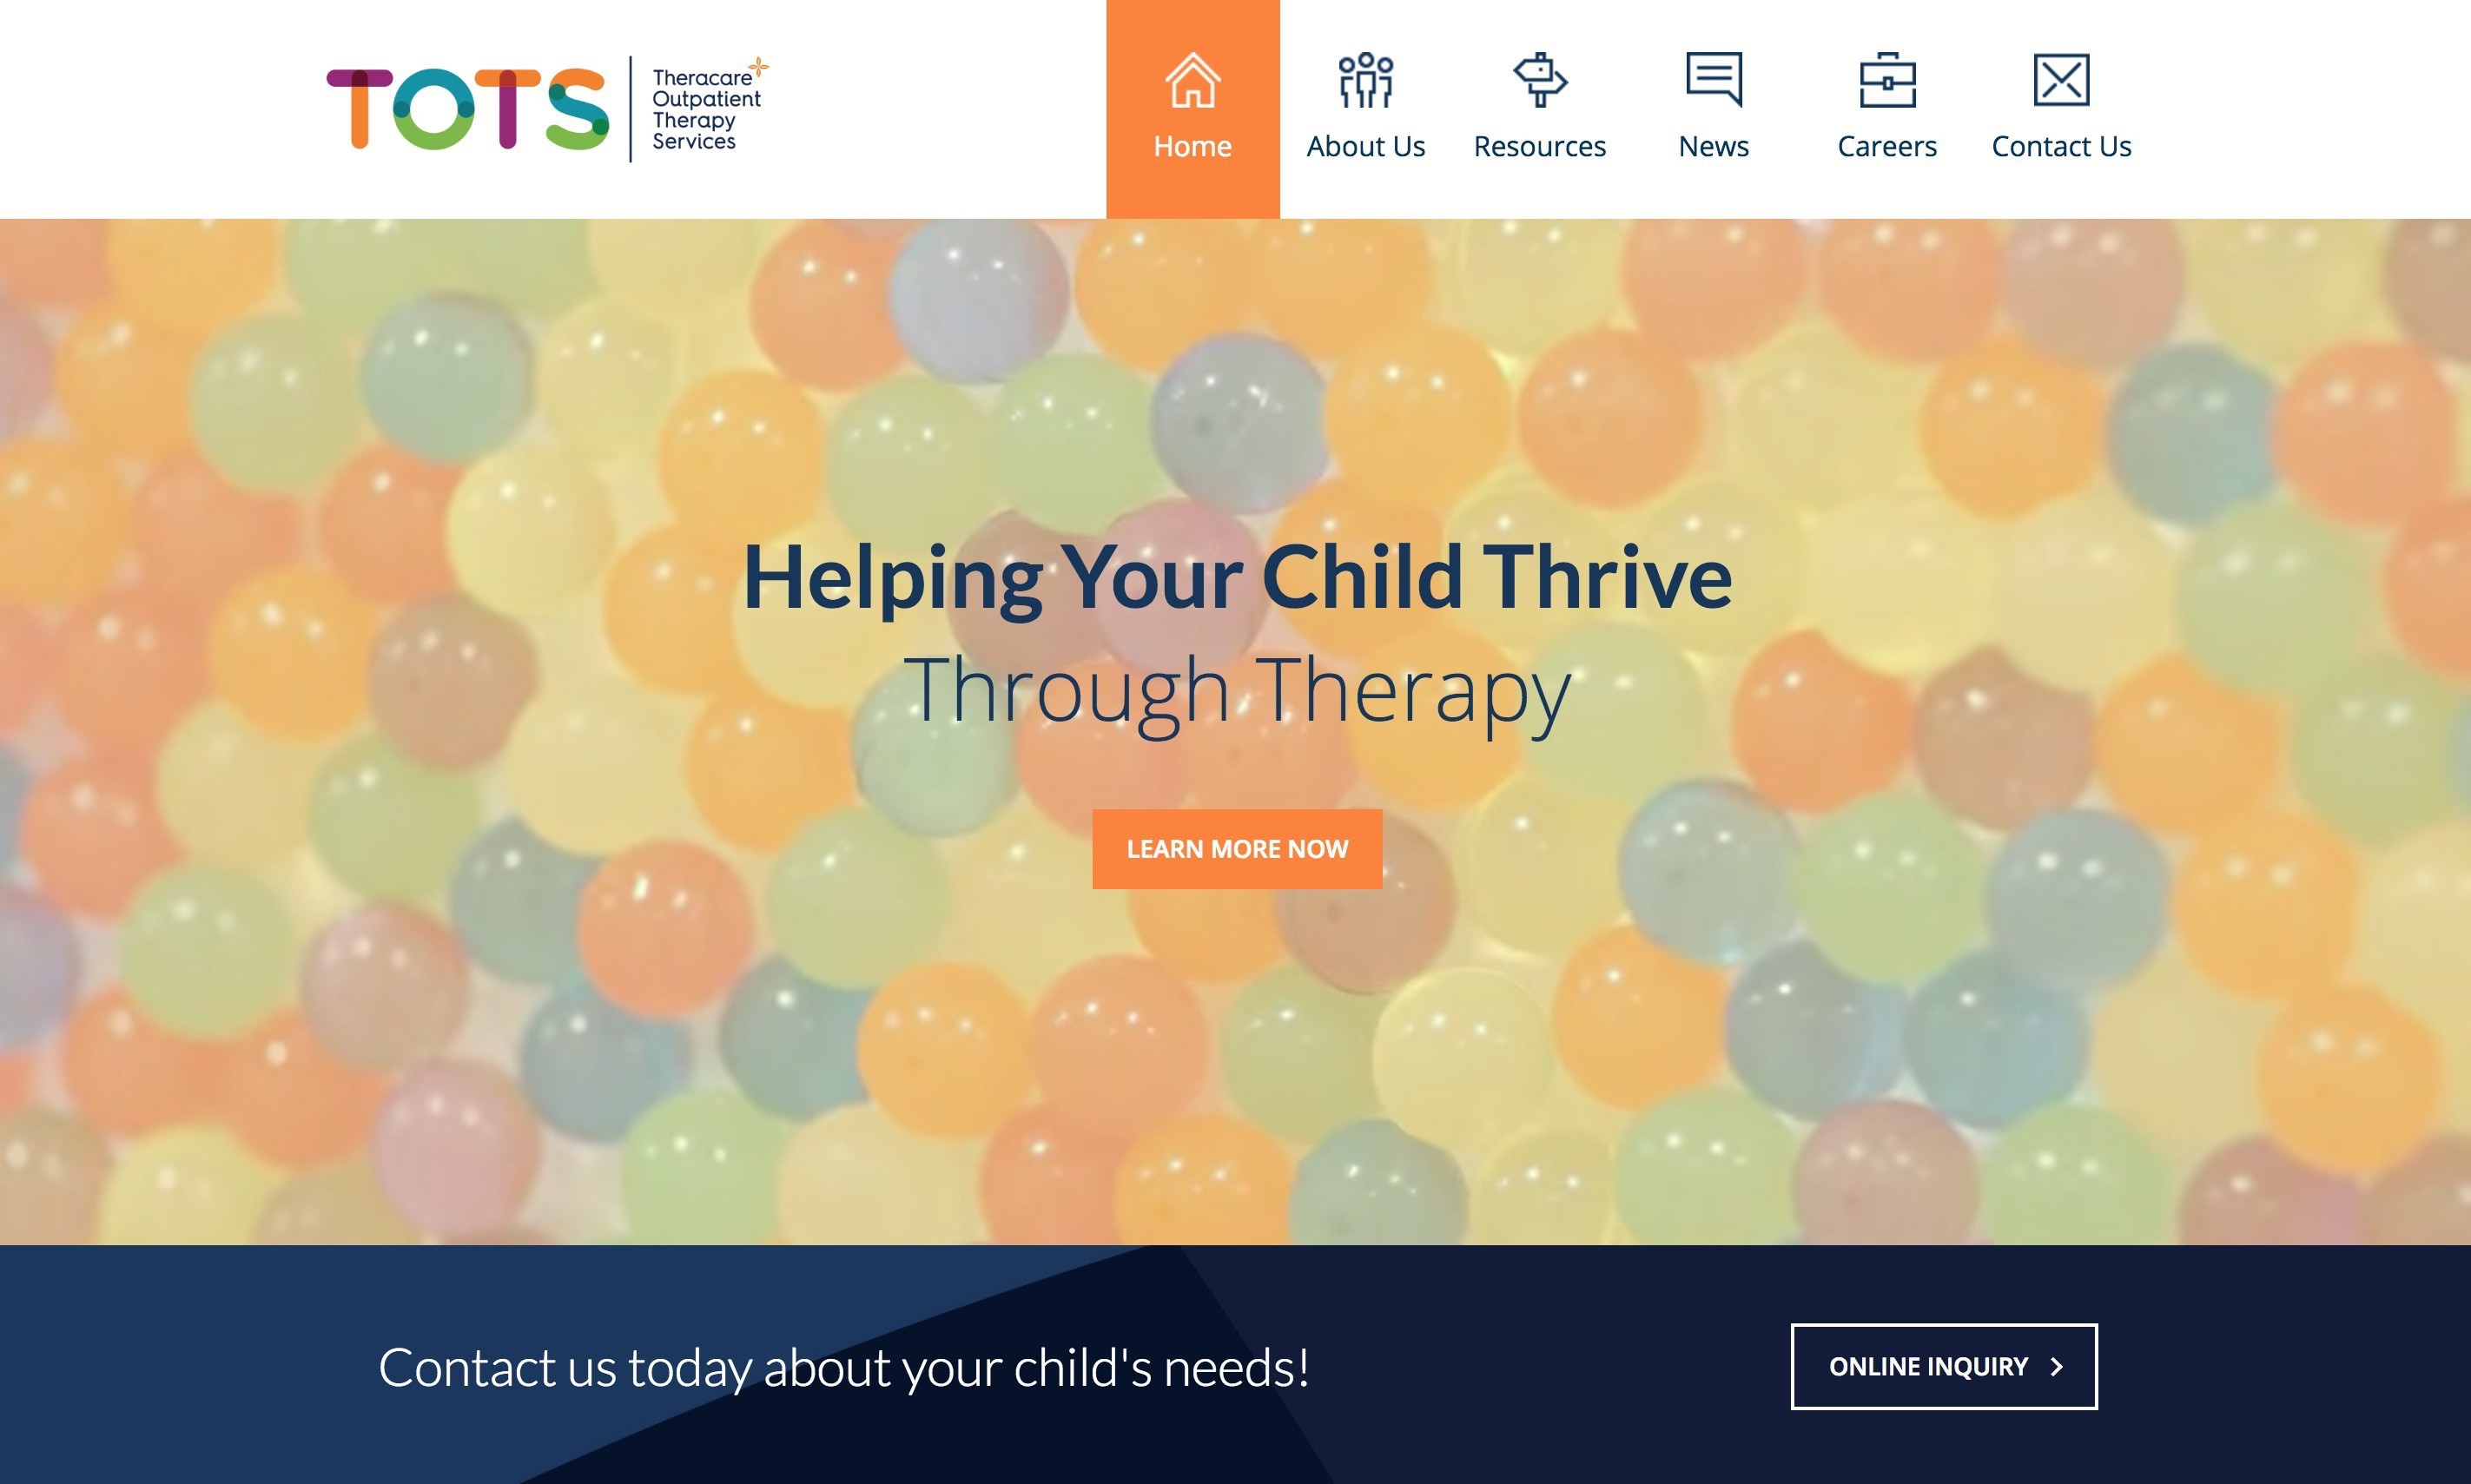 TOTS
Theracare
Outpatient
Therapy
Services
Home
About Us
Resources
News
Careers
Contact Us
Helping Your Child Thrive
Through Therapy
LEARN MORE NOW
Contact us today about your child's needs!
ONLINE INQUIRY